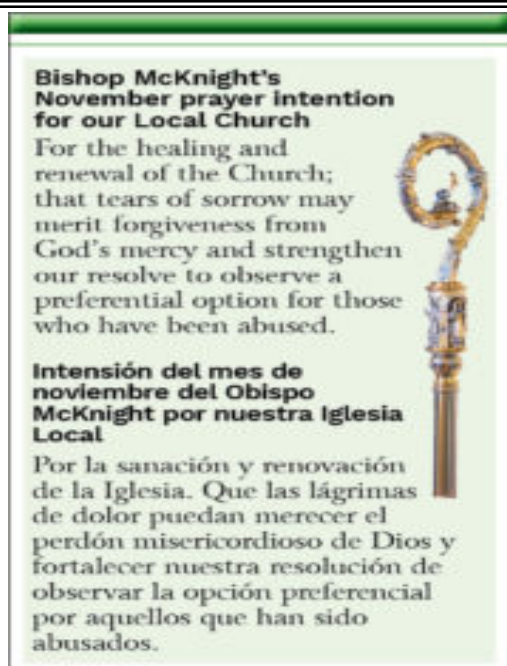 Bishop McKnight's
November prayer intention
for our Local Church
For the healing and
renewal of the Church;
that tears of sorrow may
merit forgiveness from
God's mercy and strengthen
our resolve to observe a
preferential option for those
who have been abused.
Intensión del mes de
noviembre del Obispo
McKnight por nuestra Iglesia
Local
Por la sanación y renovación
de la Iglesia. Que las lágrimas
de dolor puedan merecer el
perdón misericordioso de Dios y
fortalecer nuestra resolución de
observar la opción preferencial
por aquellos que han sido
abusados.